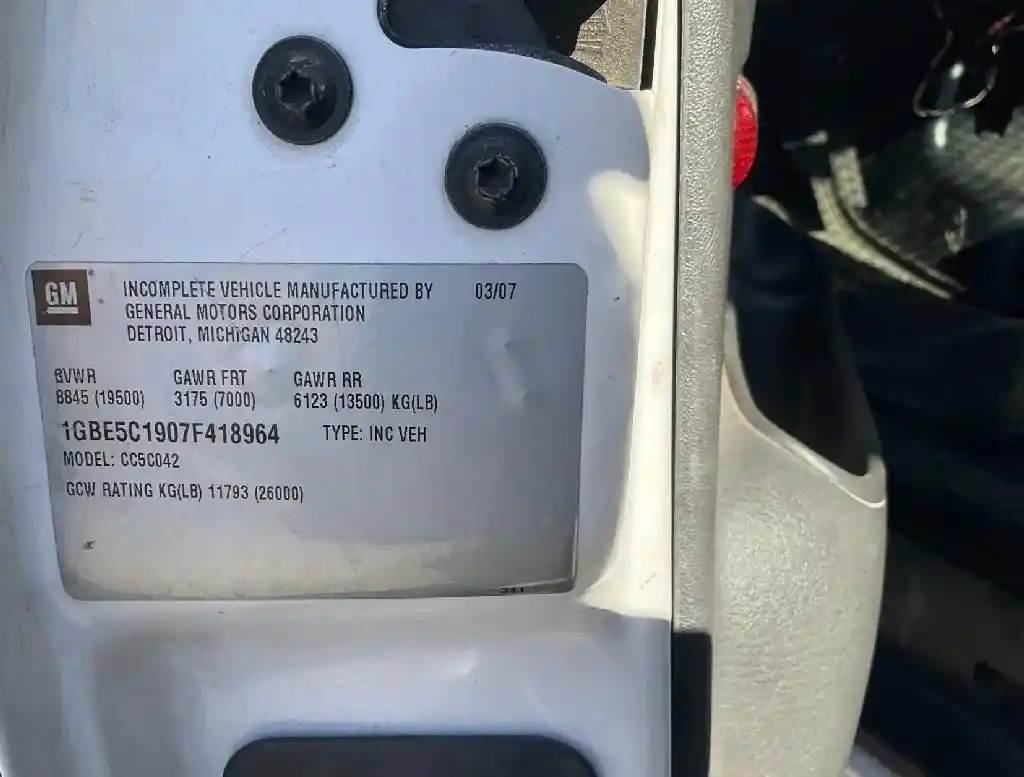 GM
INCOMPLETE VEHICLE MANUFACTURED BY 03/07
GENERAL MOTORS CORPORATION
DETROIT, MICHIGAN 48243
GVWR GAWR FRT GAWR RR
8845 (19500) 3175 (7000) 6123 (13500) KG(LB)
1GBE5C1907F418964 TYPE: INC VEH
MODEL: CC5C042
GCW RATING KG(LB) 11793 (26000)